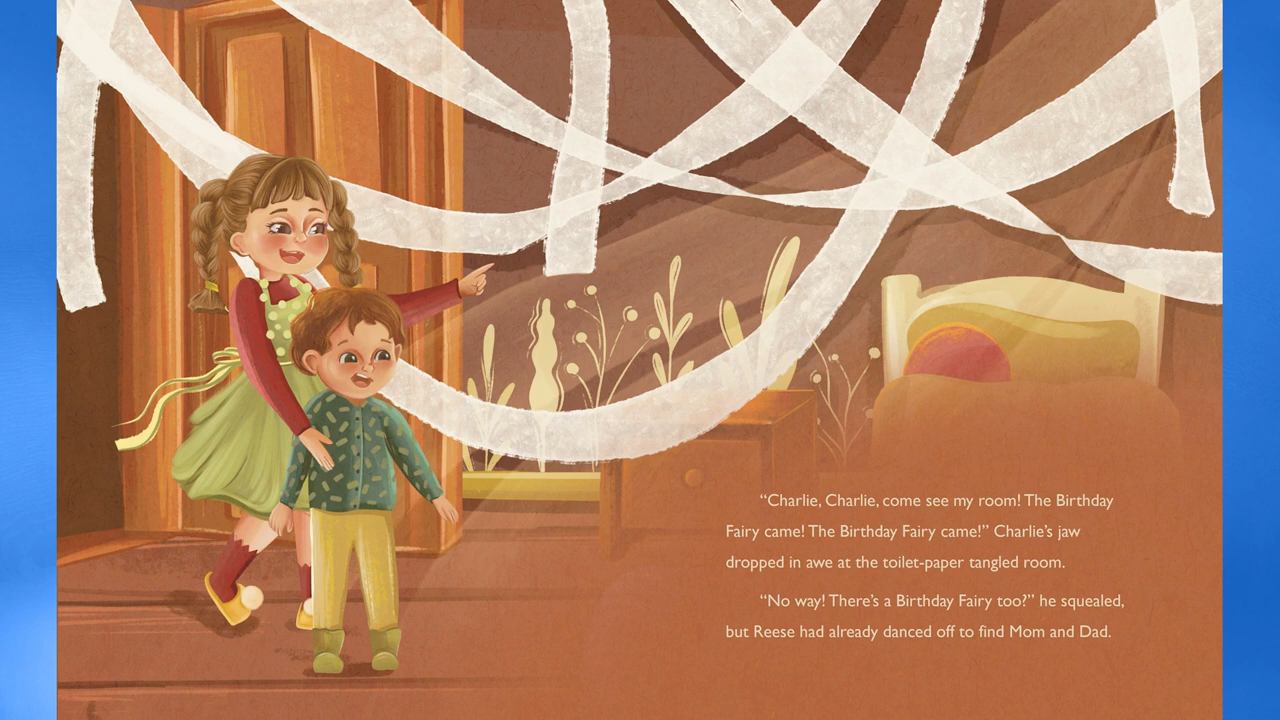 “Charlie, Charlie, come see my room! The Birthday
Fairy came! The Birthday Fairy came!” Charlie’s jaw
dropped in awe at the toilet-paper tangled room.
“No way! There’s a Birthday Fairy too?” he squealed,
but Reese had already danced off to find Mom and Dad.